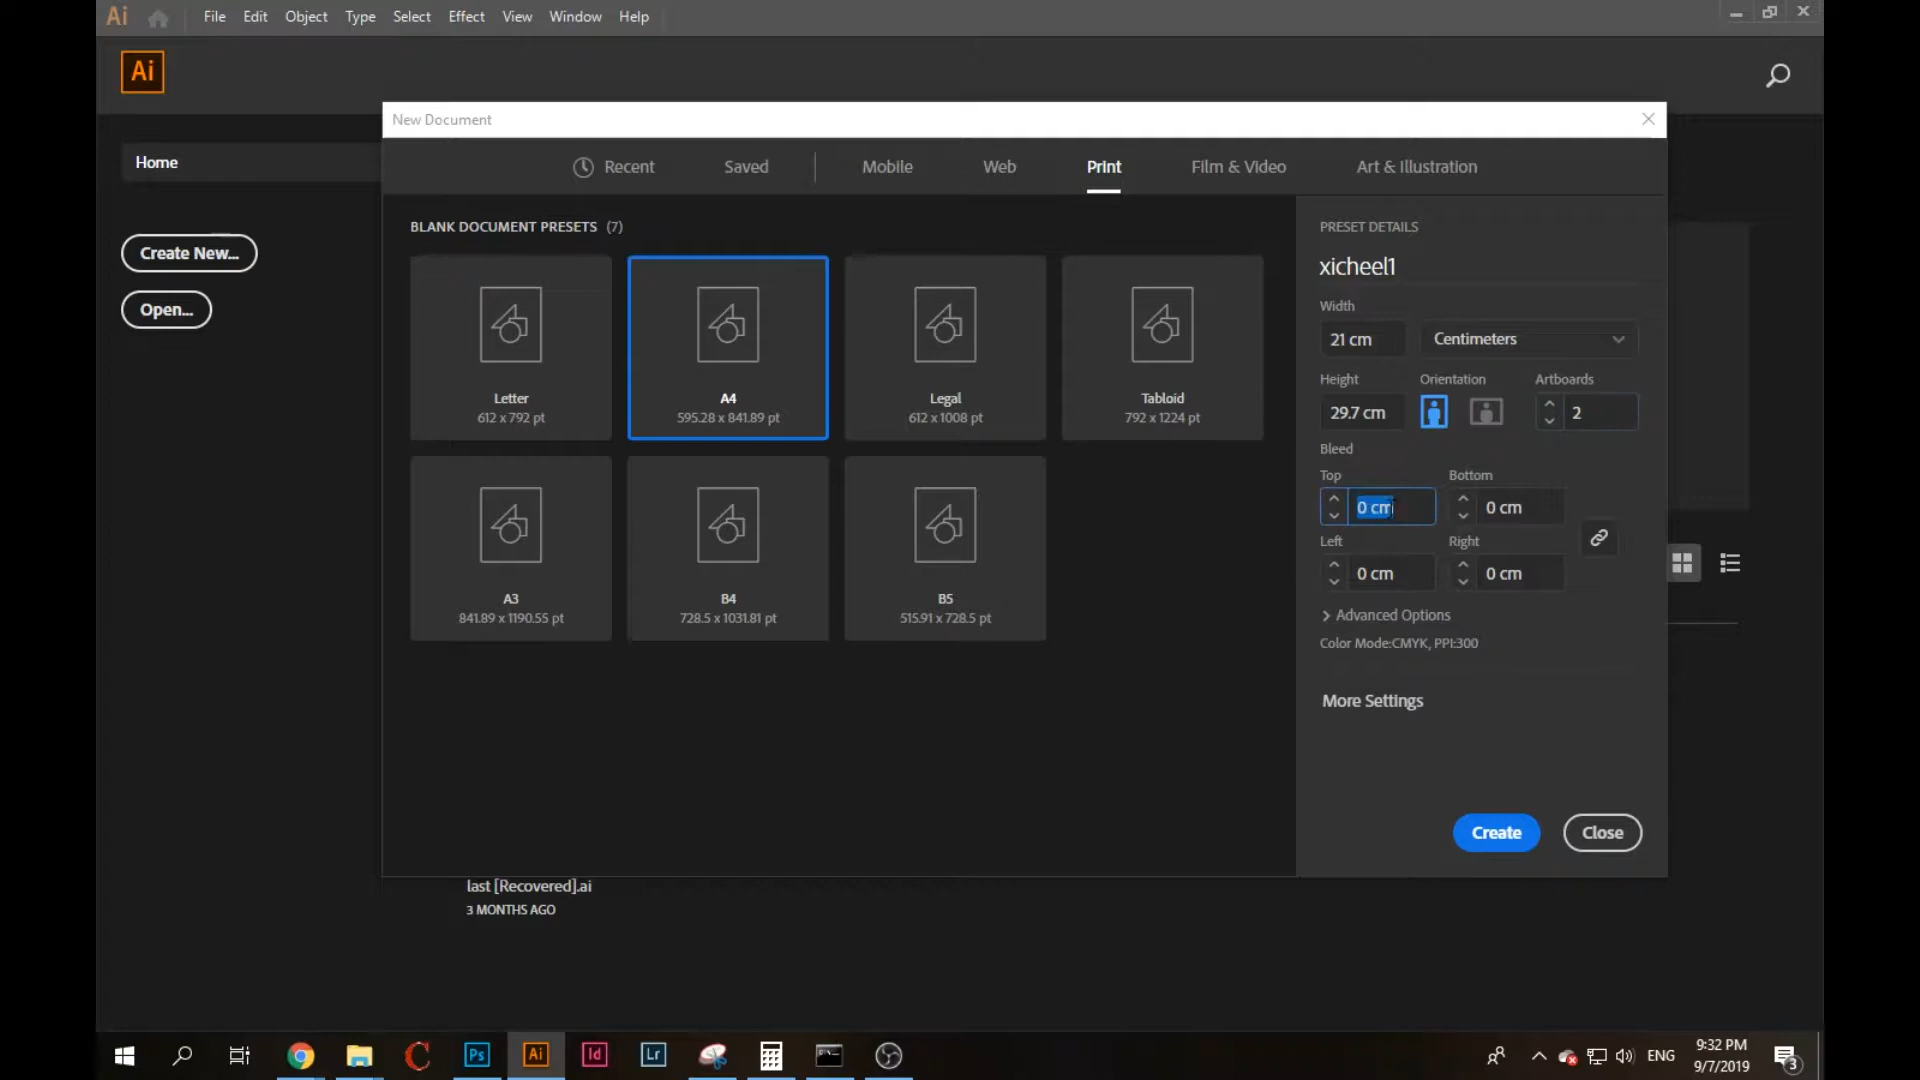 Ai File Edit Object Type Select Effect View Window Help
Ai
New Document
Home
Recent Saved Mobile Web Print Film & Video Art & Illustration
BLANK DOCUMENT PRESETS (7)
PRESET DETAILS
Create New...
xicheel1
Open...
Width
21 cm Centimeters
Height Orientation Artboards
29.7 cm 2
Letter A4 Legal Tabloid
612 x 792 pt 595.28 x 841.89 pt 612 x 1008 pt 792 x 1224 pt
Bleed
Top Bottom
0 cm 0 cm
Left Right
0 cm 0 cm
A3 B4 B5
841.89 x 1190.55 pt 728.5 x 1031.81 pt 515.91 x 728.5 pt
Advanced Options
Color Mode:CMYK, PPI:300
More Settings
Create Close
last [Recovered].ai
3 MONTHS AGO
Ps Ai Id Lr ENG
9:32 PM
9/7/2019
3